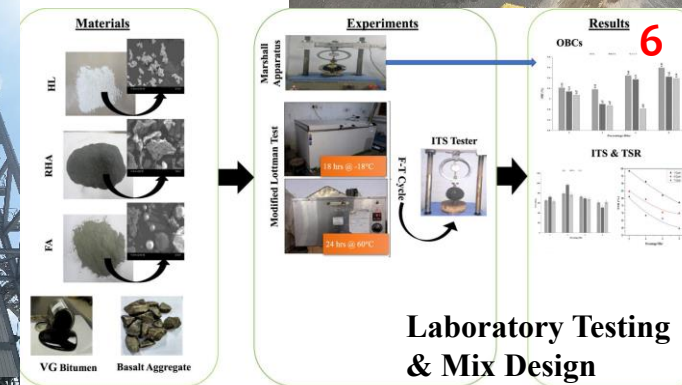 Materials
HL
RHA
FA
VG Bitumen
Basalt Aggregate
Experiments
Marshall
Apparatus
Modified Lottman Test
18 hrs @ -18°C
24 hrs @ 60°C
F-T Cycle
ITS Tester
Results
6
OBCs
ITS & TSR
Laboratory Testing
& Mix Design